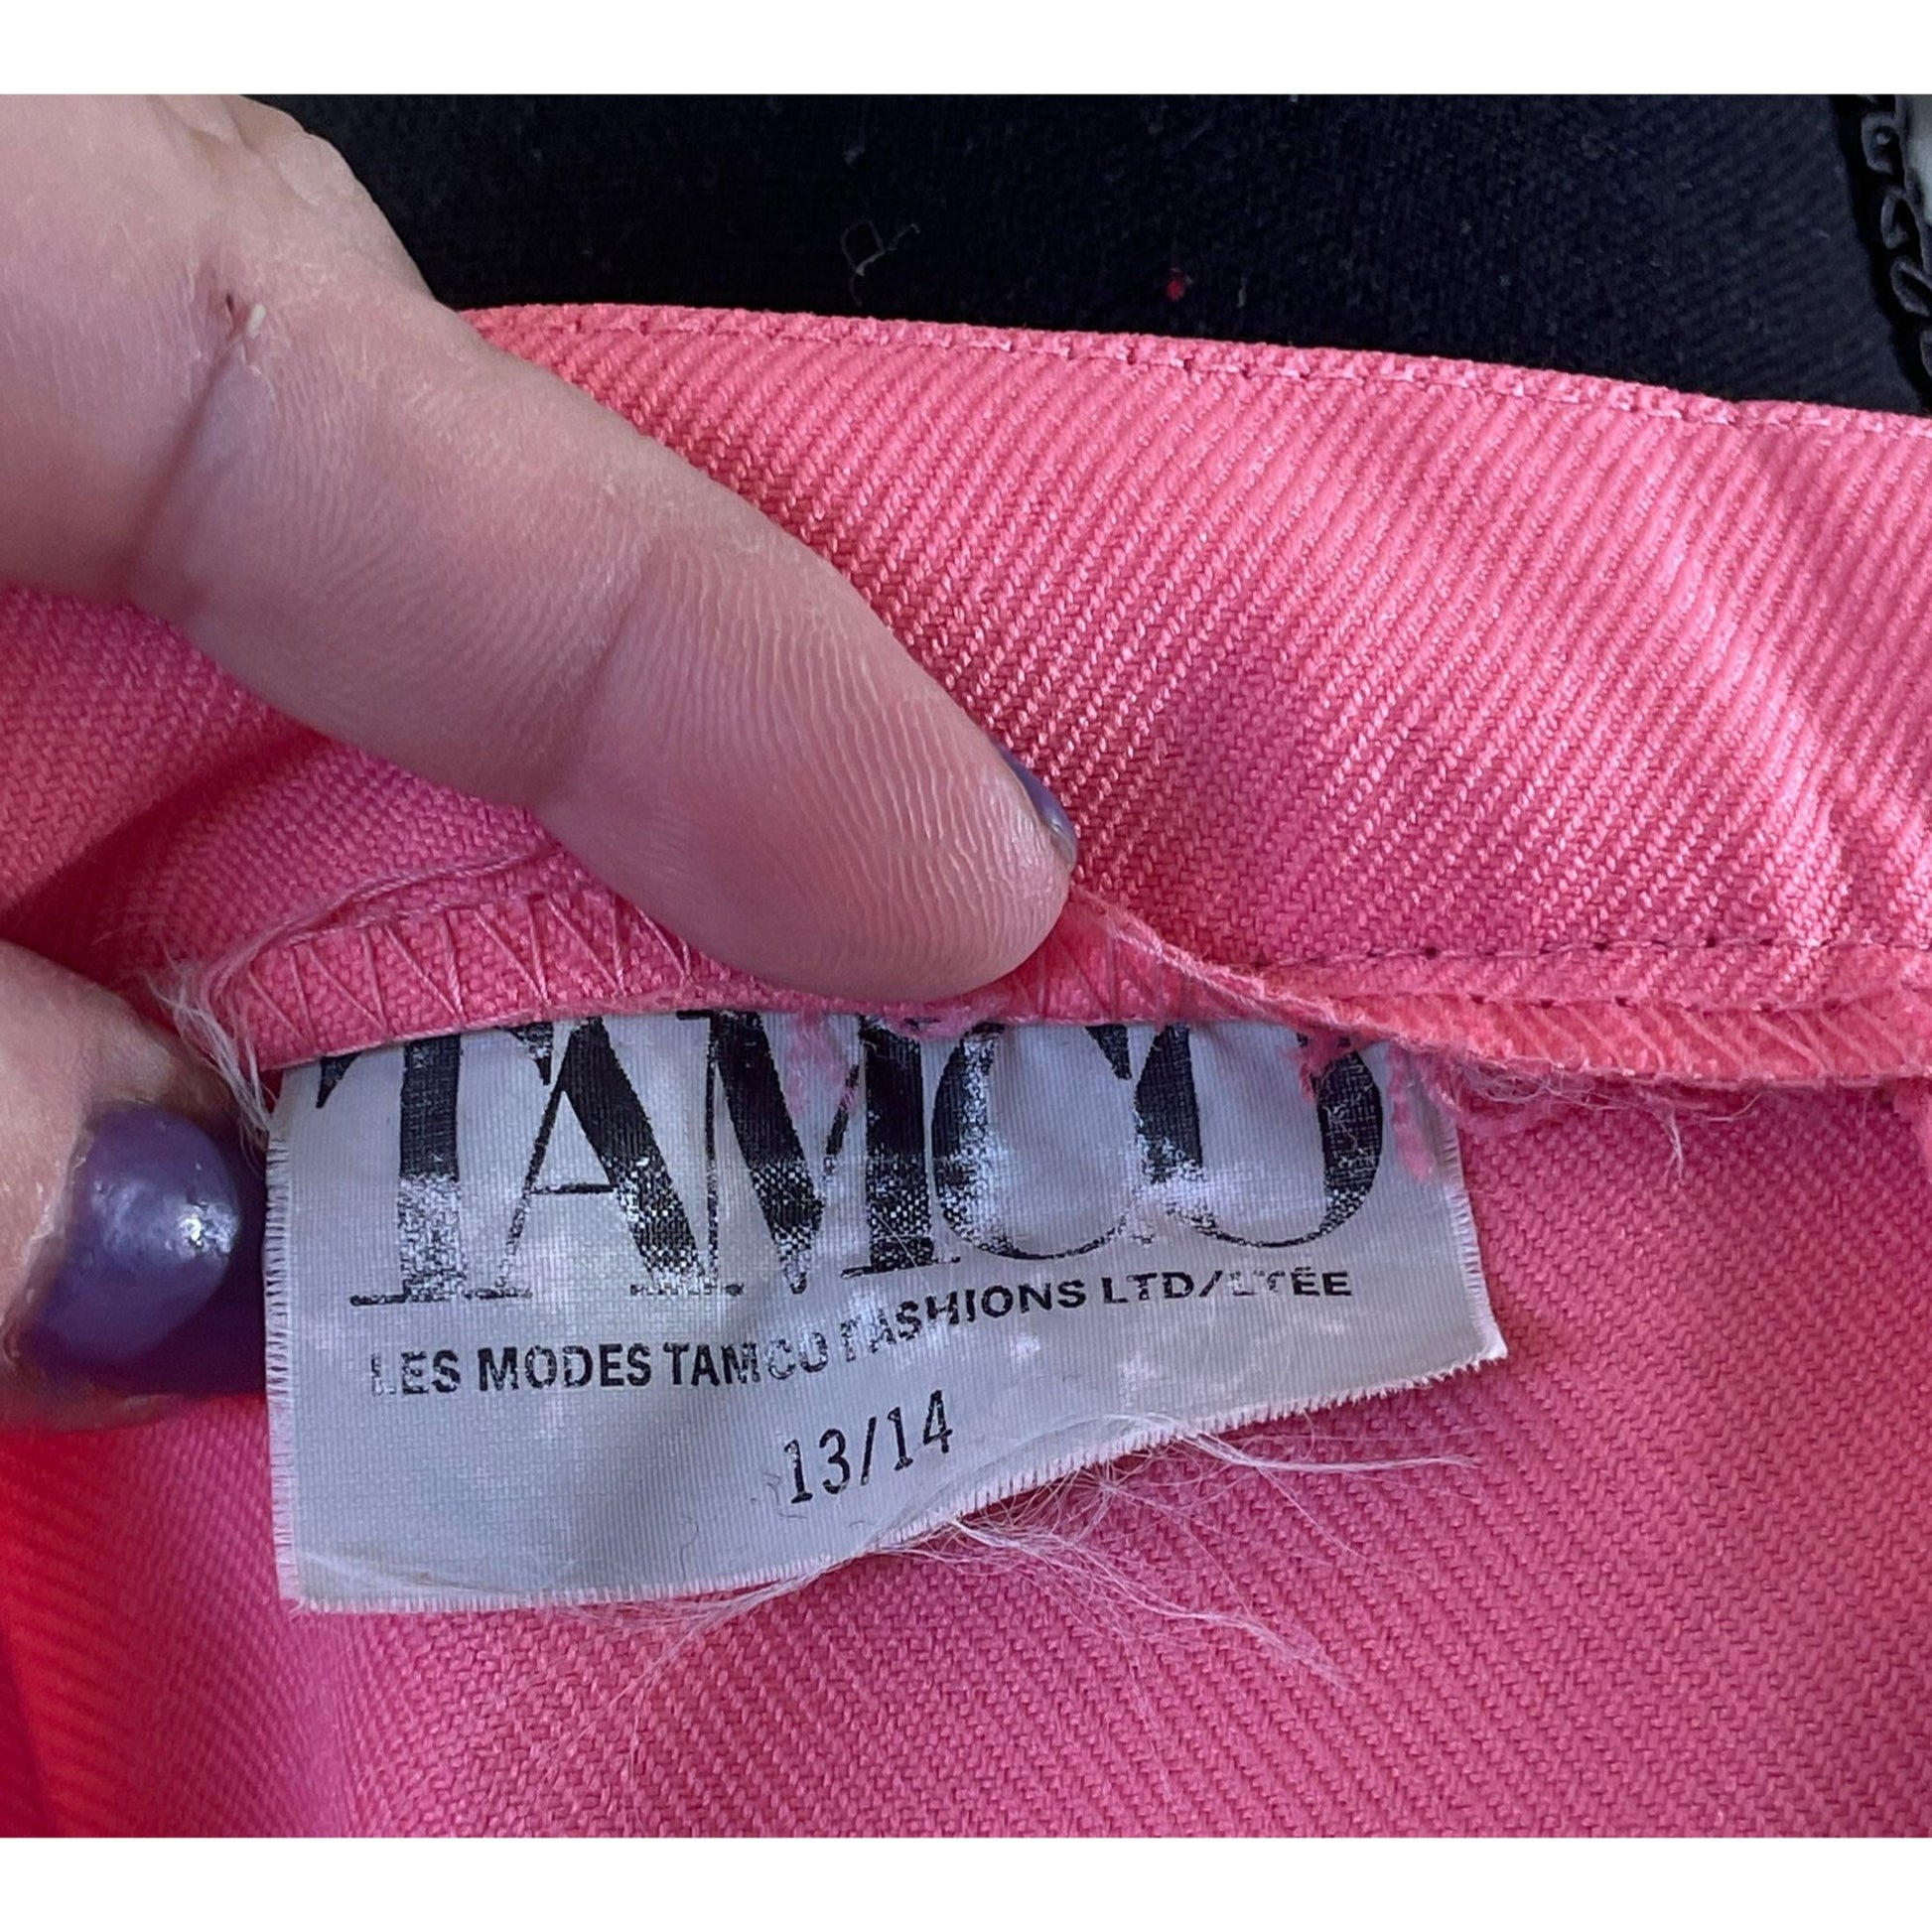 TAMCO
LES MODES TAMCO FASHIONS LTD/LTÉE
13/14